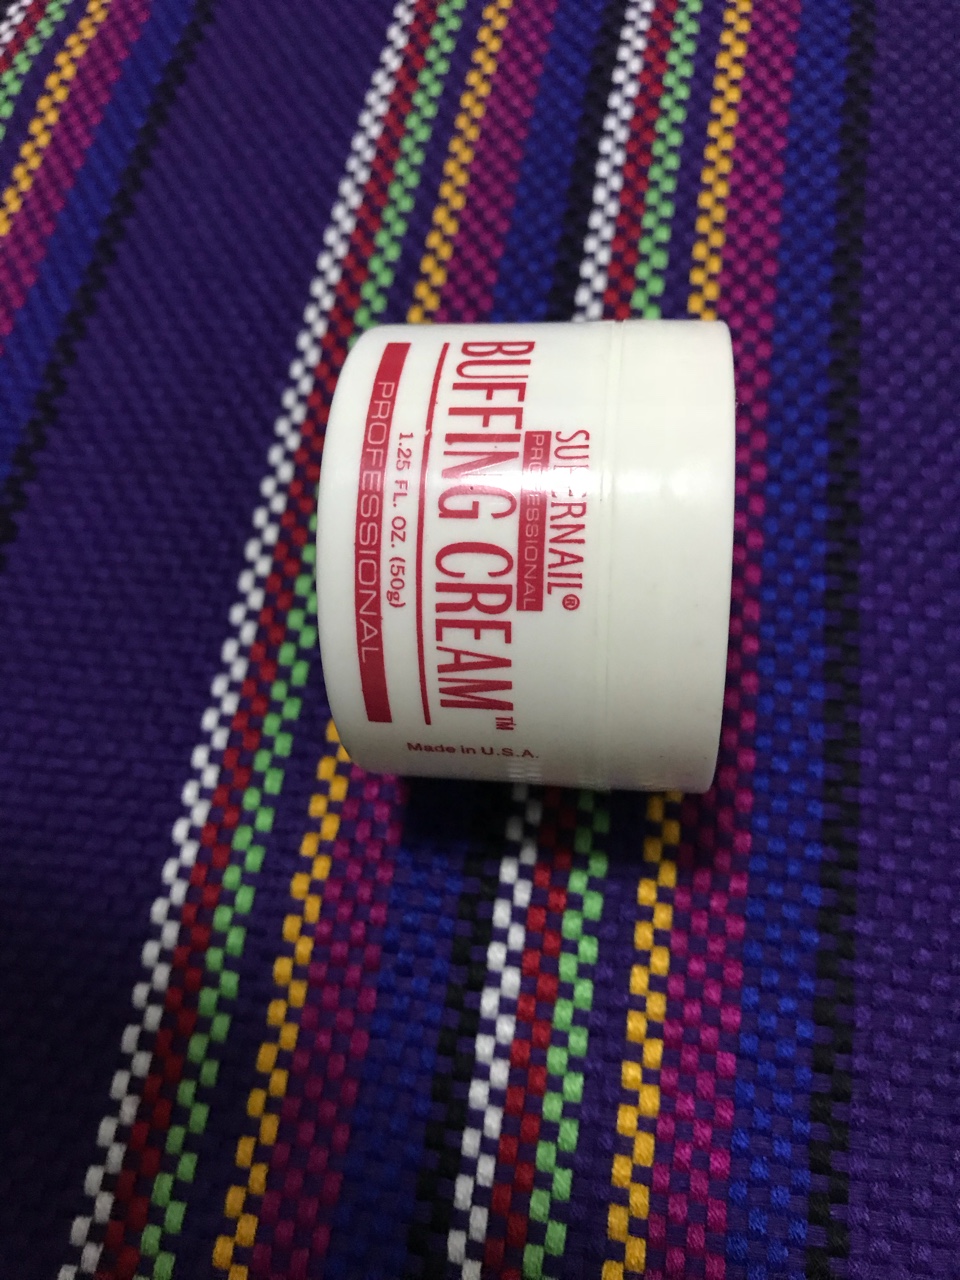 SUPERNAIL®
PROFESSIONAL
BUFFING CREAM™
1.25 FL. OZ. (50g)
PROFESSIONAL
Made in U.S.A.